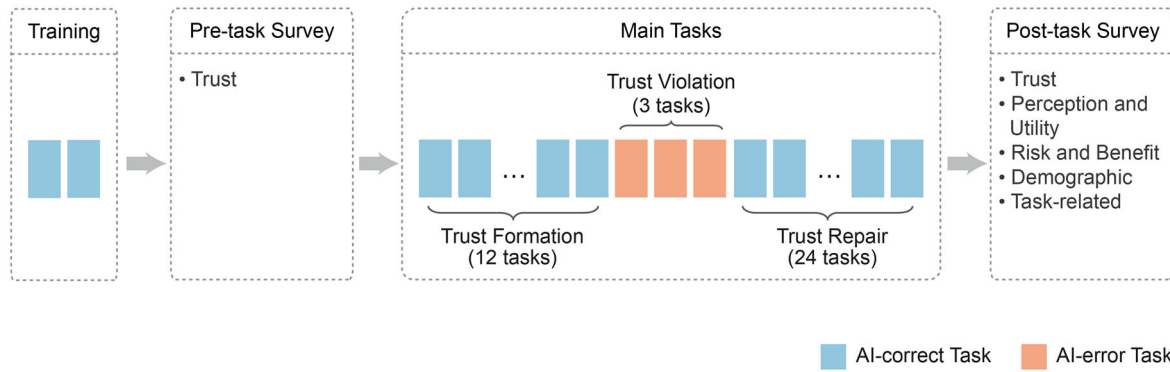 Training
Pre-task Survey
• Trust
Main Tasks
Trust Violation
(3 tasks)
...
...
Trust Formation
(12 tasks)
Trust Repair
(24 tasks)
Post-task Survey
• Trust
• Perception and
Utility
• Risk and Benefit
• Demographic
• Task-related
AI-correct Task
AI-error Task